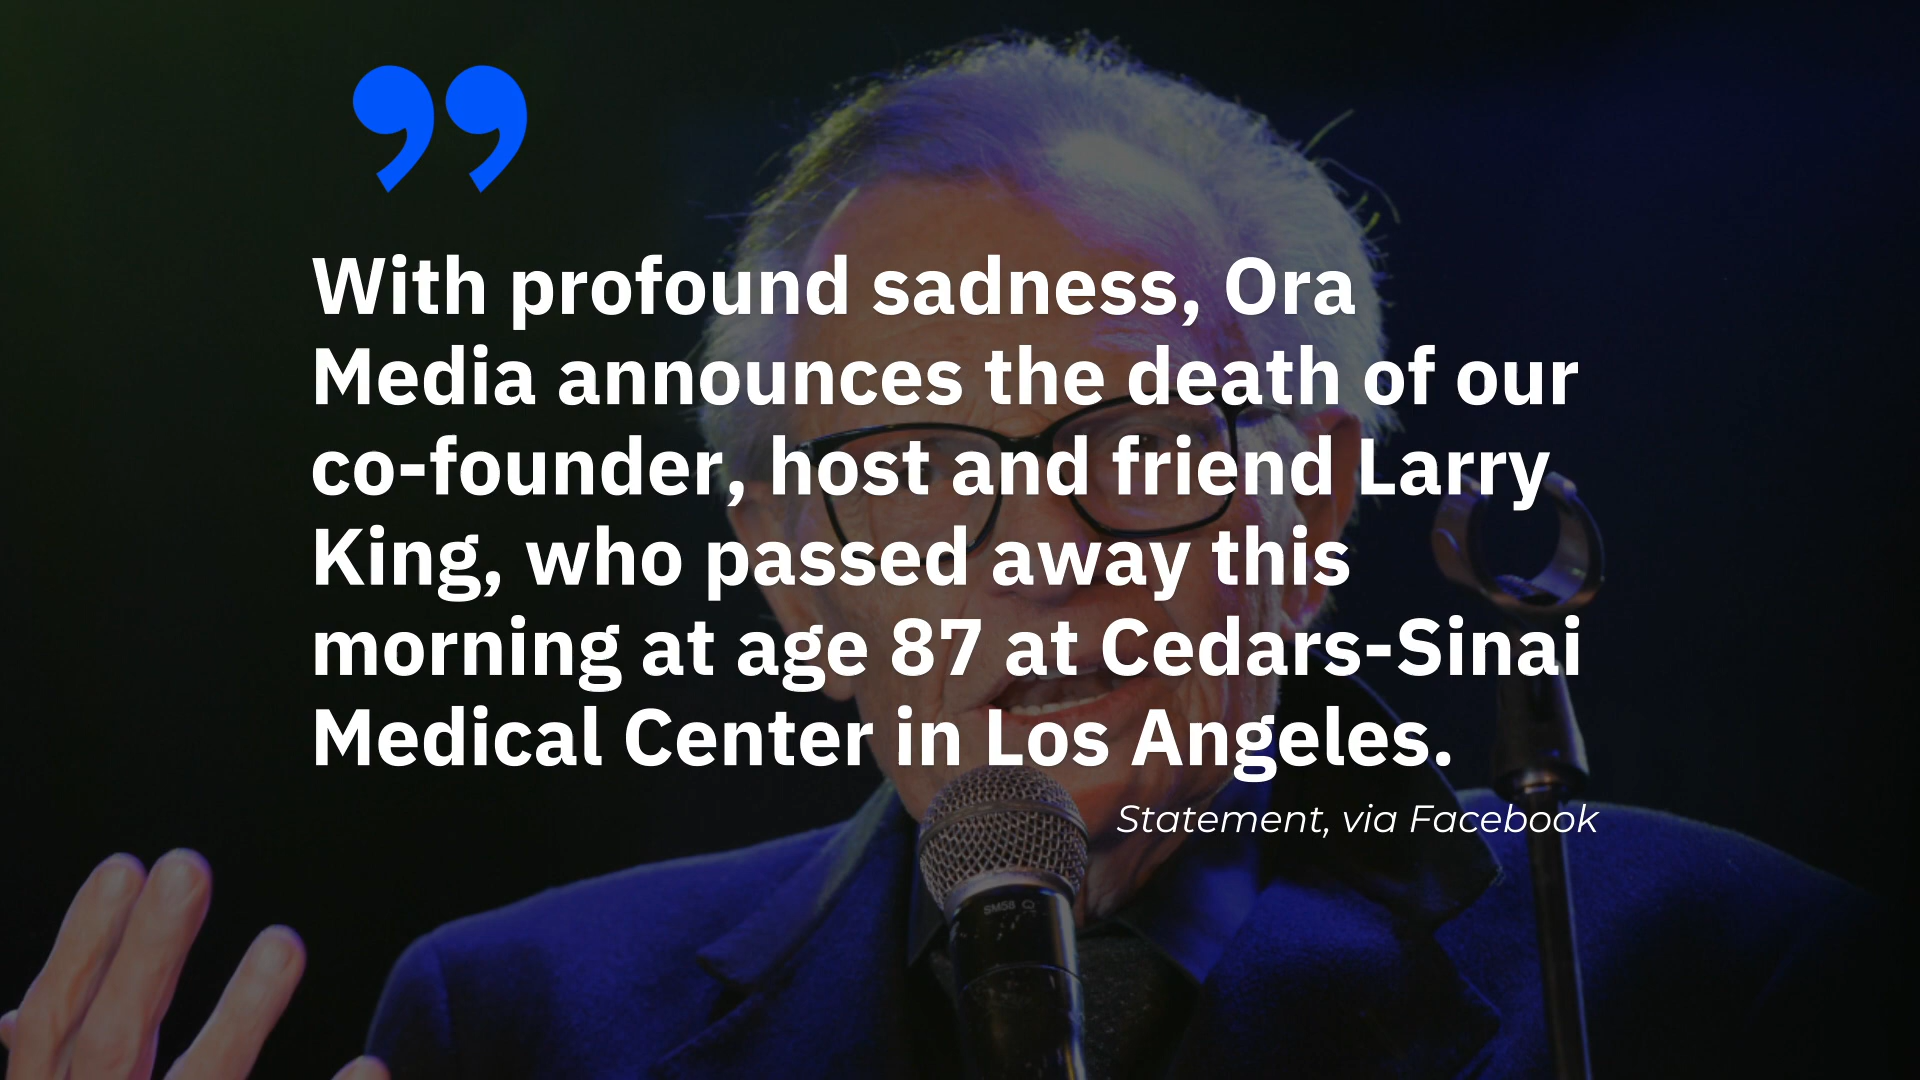 ”
With profound sadness, Ora
Media announces the death of our
co-founder, host and friend Larry
King, who passed away this
morning at age 87 at Cedars-Sinai
Medical Center in Los Angeles.
Statement, via Facebook
SM58